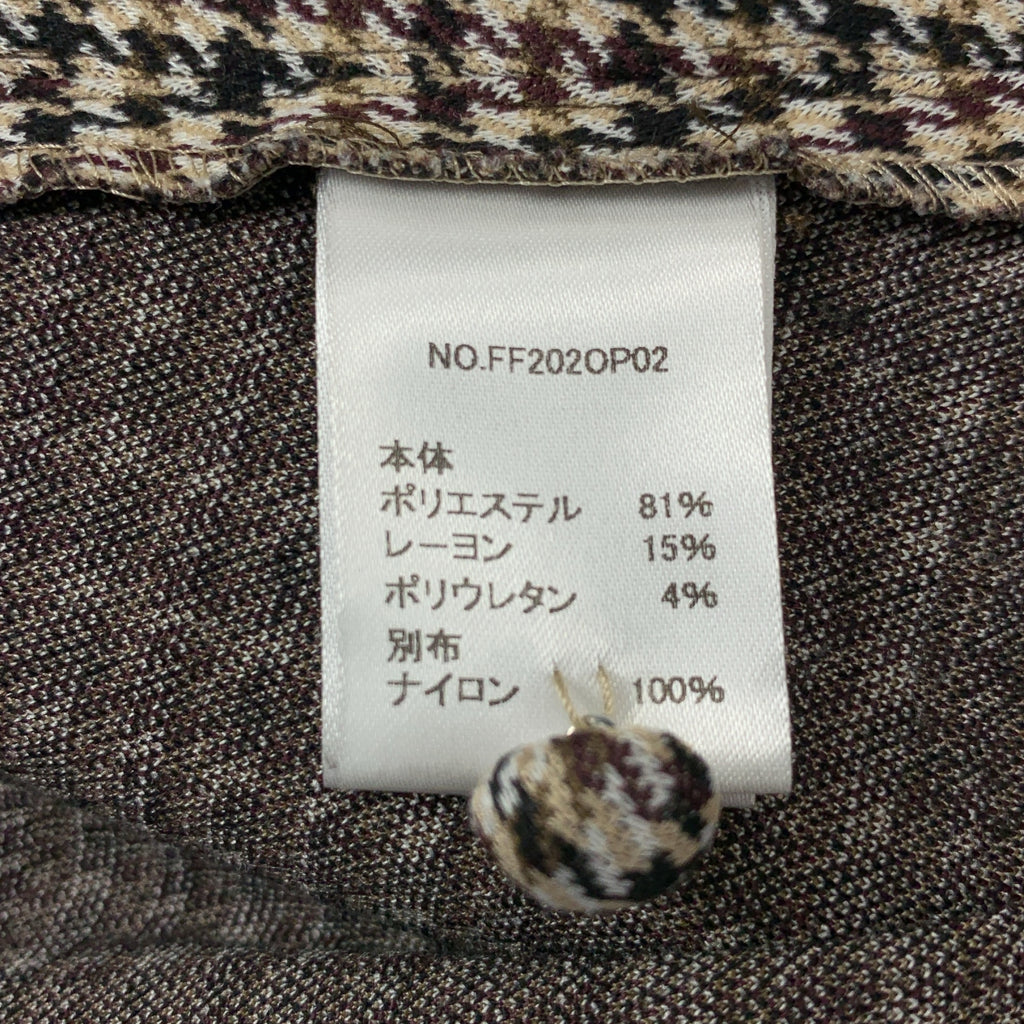 NO.FF202OP02
本体
ポリエステル 81%
レーヨン 15%
ポリウレタン 4%
別布
ナイロン 100%